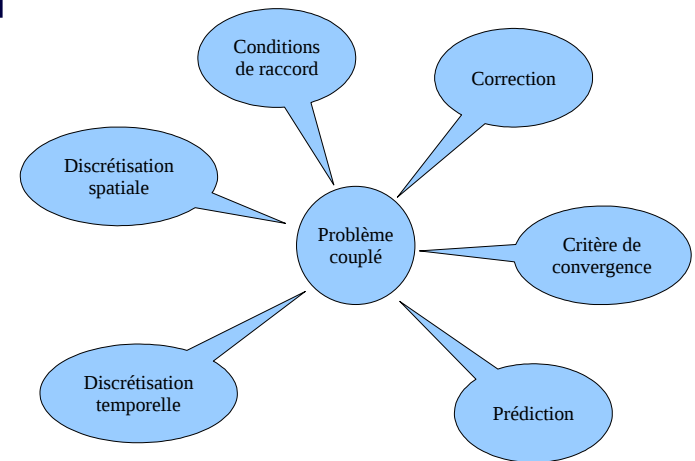 Conditions
de raccord
Correction
Discrétisation
spatiale
Problème
couplé
Critère de
convergence
Discrétisation
temporelle
Prédiction